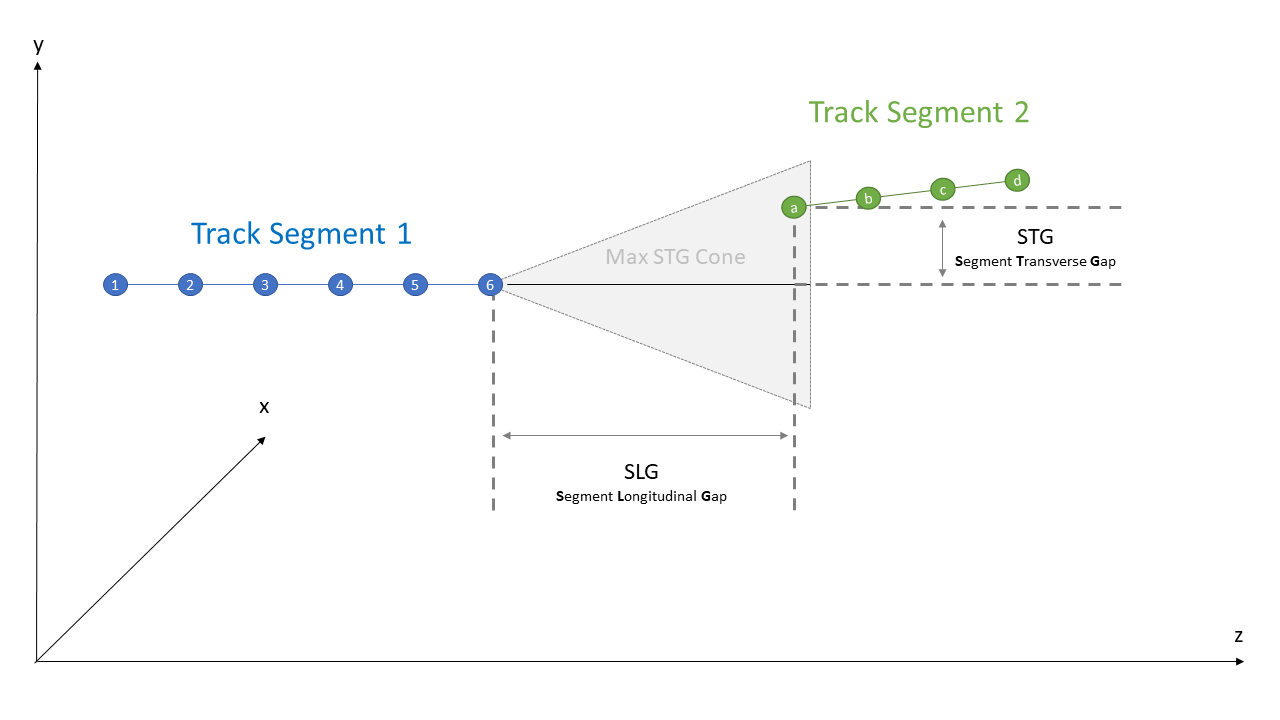 y
Track Segment 2
Track Segment 1
a
b
c
d
STG
Segment Transverse Gap
Max STG Cone
1
2
3
4
5
6
x
SLG
Segment Longitudinal Gap
z